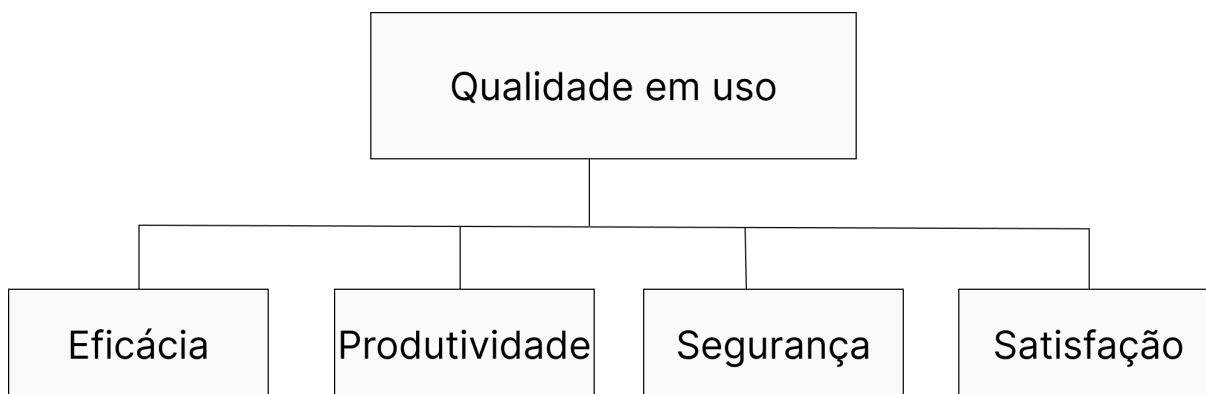 Qualidade em uso
Eficácia
Produtividade
Segurança
Satisfação